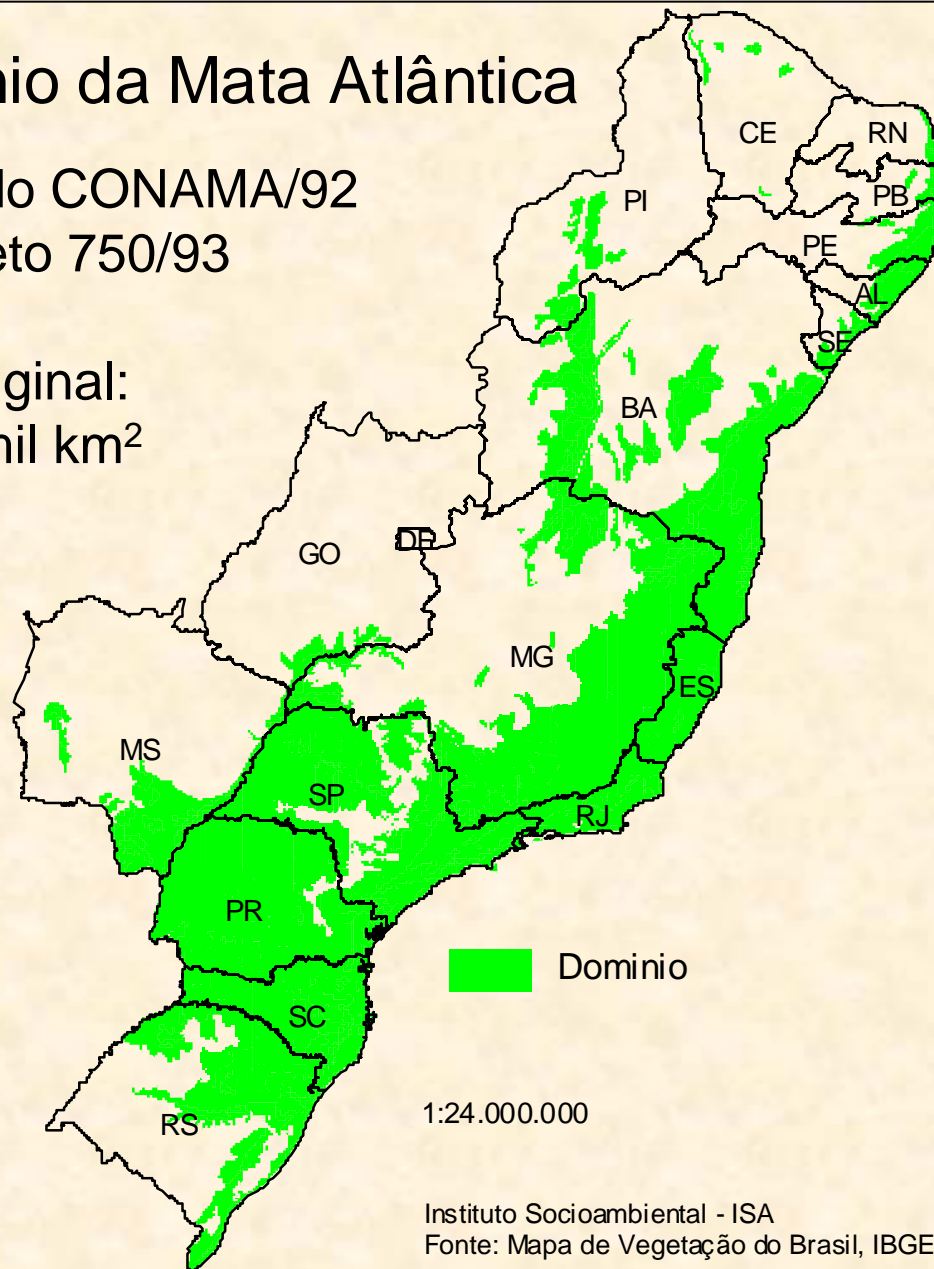 nio da Mata Atlântica
do CONAMA/92
eto 750/93
ginal:
nil km²
CE
RN
PI
PB
PE
AL
SE
BA
GO
DF
MG
ES
MS
SP
RJ
PR
Dominio
SC
1:24.000.000
RS
Instituto Socioambiental - ISA
Fonte: Mapa de Vegetação do Brasil, IBGE